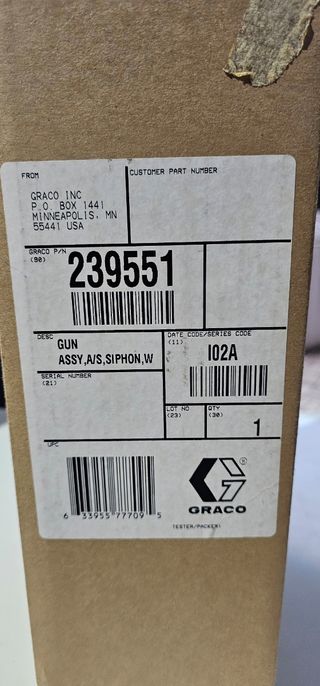 FROM
GRACO INC
P.O. BOX 1441
MINNEAPOLIS, MN
55441 USA
CUSTOMER PART NUMBER
GRACO P/N
(90)
239551
DESC
GUN
ASSY,A/S,SIPHON,W
DATE CODE/SERIES CODE
(11)
I02A
SERIAL NUMBER
(21)
LOT NO
(23)
QTY
(30)
1
UPC
6 33955 77709 5
G ®
GRACO
TESTER/PACKER: